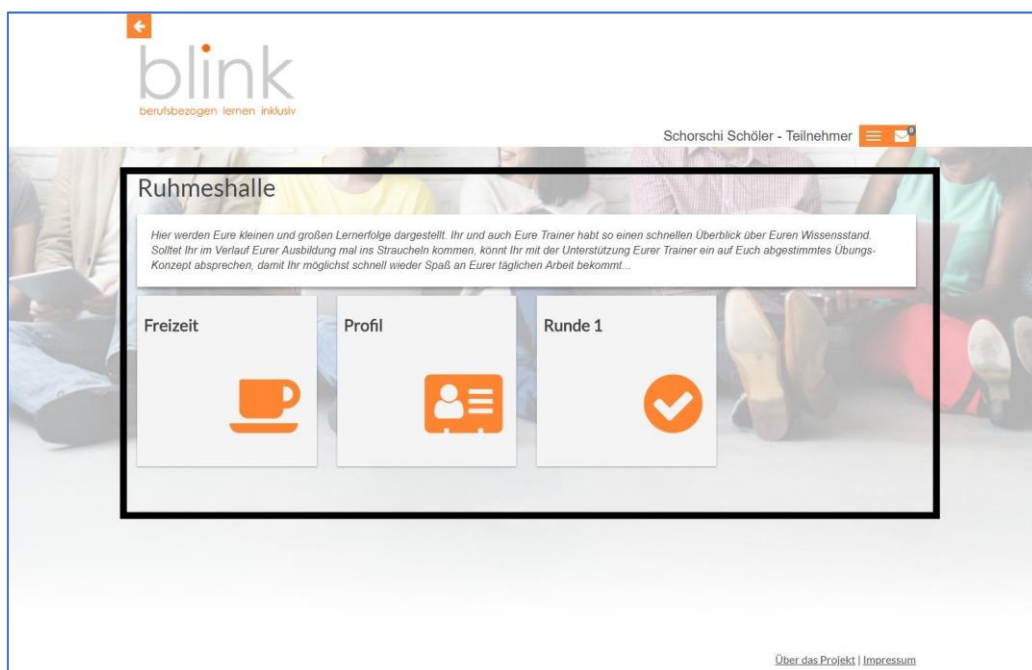 blink
berufsbezogen lernen inklusiv
Schorschi Schöler - Teilnehmer
0
Ruhmeshalle
Hier werden Eure kleinen und großen Lernerfolge dargestellt. Ihr und auch Eure Trainer habt so einen schnellen Überblick über Euren Wissensstand.
Solltet Ihr im Verlauf Eurer Ausbildung mal ins Straucheln kommen, könnt Ihr mit der Unterstützung Eurer Trainer ein auf Euch abgestimmtes Übungs-
Konzept absprechen, damit Ihr möglichst schnell wieder Spaß an Eurer täglichen Arbeit bekommt...
Freizeit
Profil
Runde 1
Über das Projekt | Impressum